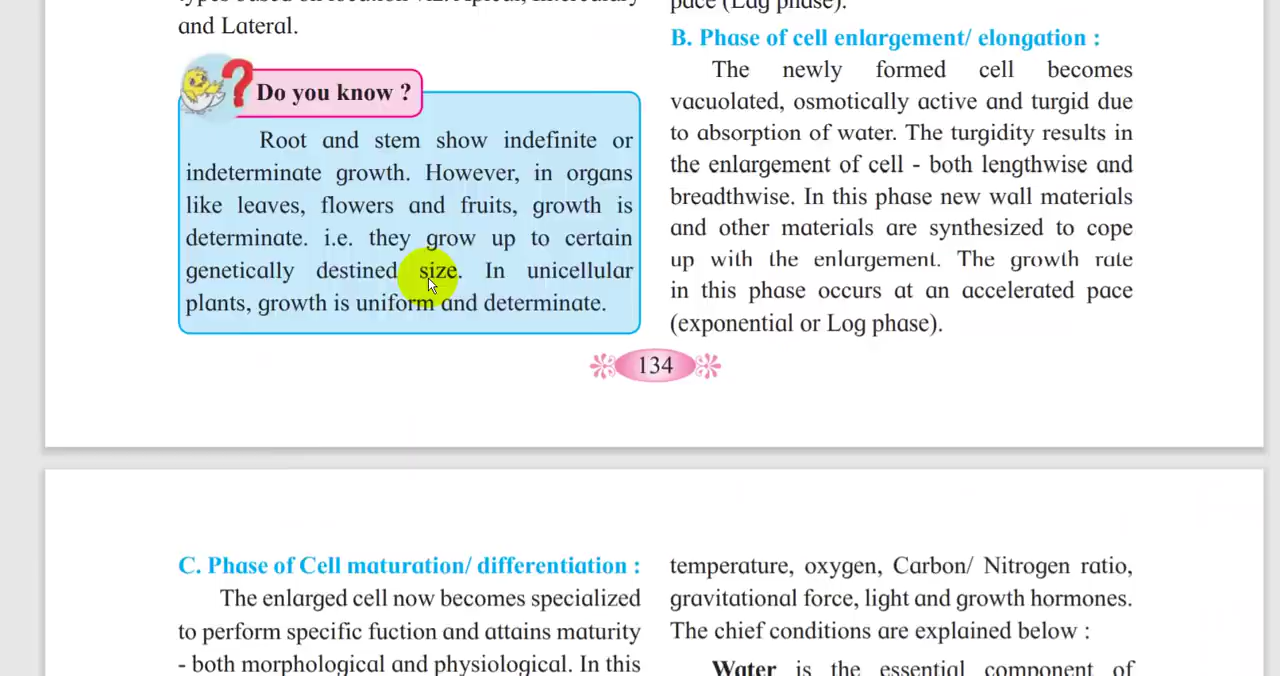 and Lateral.
Do you know ?
Root and stem show indefinite or
indeterminate growth. However, in organs
like leaves, flowers and fruits, growth is
determinate. i.e. they grow up to certain
genetically destined size. In unicellular
plants, growth is uniform and determinate.
pace (Lag phase).
B. Phase of cell enlargement/ elongation :
The newly formed cell becomes
vacuolated, osmotically active and turgid due
to absorption of water. The turgidity results in
the enlargement of cell - both lengthwise and
breadthwise. In this phase new wall materials
and other materials are synthesized to cope
up with the enlargement. The growth rate
in this phase occurs at an accelerated pace
(exponential or Log phase).
134
C. Phase of Cell maturation/ differentiation :
The enlarged cell now becomes specialized
to perform specific fuction and attains maturity
- both morphological and physiological. In this
temperature, oxygen, Carbon/ Nitrogen ratio,
gravitational force, light and growth hormones.
The chief conditions are explained below :
Water is the essential component of